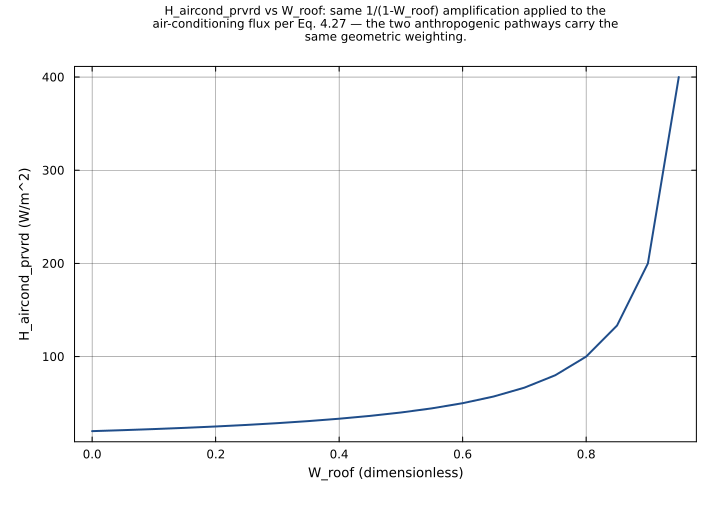 H_aircond_prvrd vs W_roof: same 1/(1-W_roof) amplification applied to the
air-conditioning flux per Eq. 4.27 — the two anthropogenic pathways carry the
same geometric weighting.
400
300
200
100
H_aircond_prvrd (W/m^2)
0.0 0.2 0.4 0.6 0.8
W_roof (dimensionless)